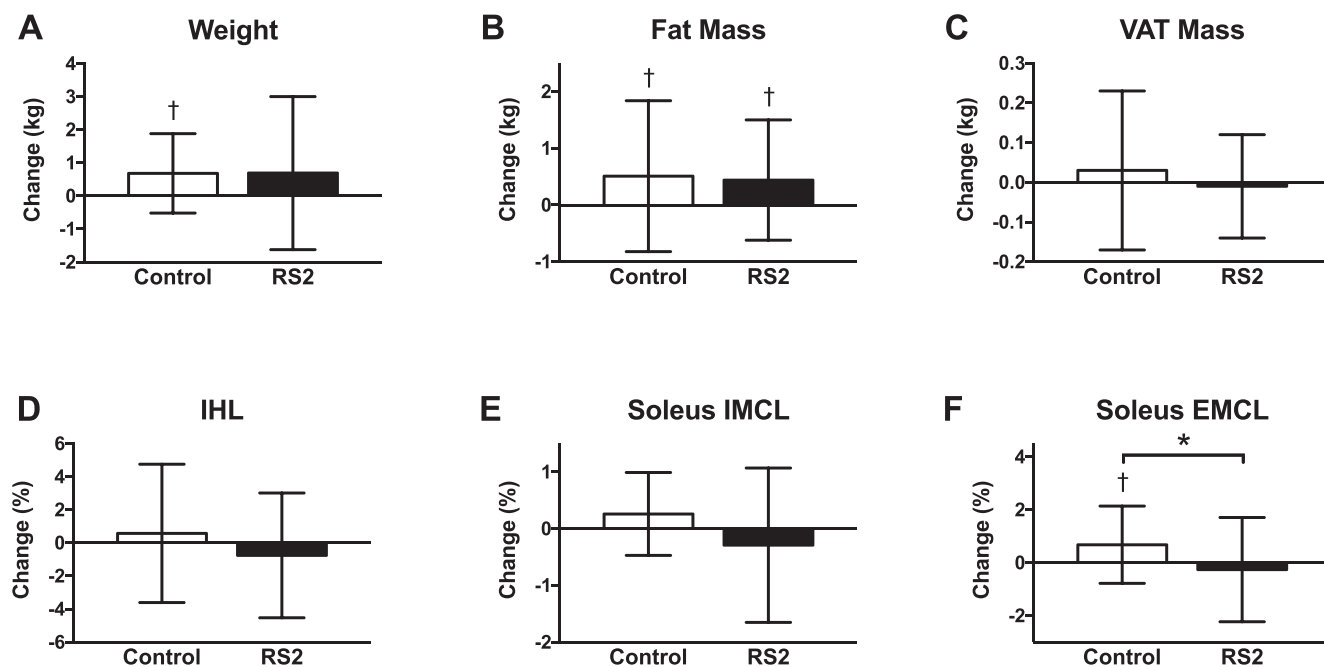 A Weight
Change (kg)
4
3
2
1
0
-1
-2
†
Control RS2
B Fat Mass
Change (kg)
2
1
0
-1
† †
Control RS2
C VAT Mass
Change (kg)
0.3
0.2
0.1
0.0
-0.1
-0.2
Control RS2
D IHL
Change (%)
6
4
2
0
-2
-4
-6
Control RS2
E Soleus IMCL
Change (%)
1
0
-1
-2
Control RS2
F Soleus EMCL
Change (%)
4
2
0
-2
*
†
Control RS2